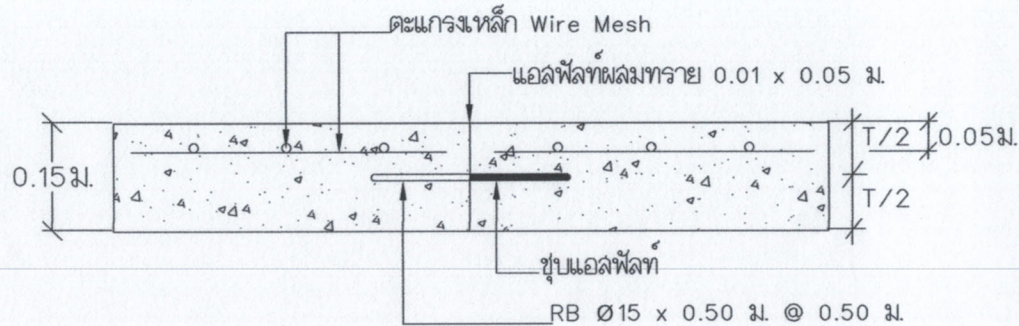 ตะแกรงเหล็ก Wire Mesh
แอสฟัลท์ผสมทราย 0.01 x 0.05 ม.
0.15ม.
T/2
0.05ม.
T/2
ชุบแอสฟัลท์
RB Ø15 x 0.50 ม. @ 0.50 ม.